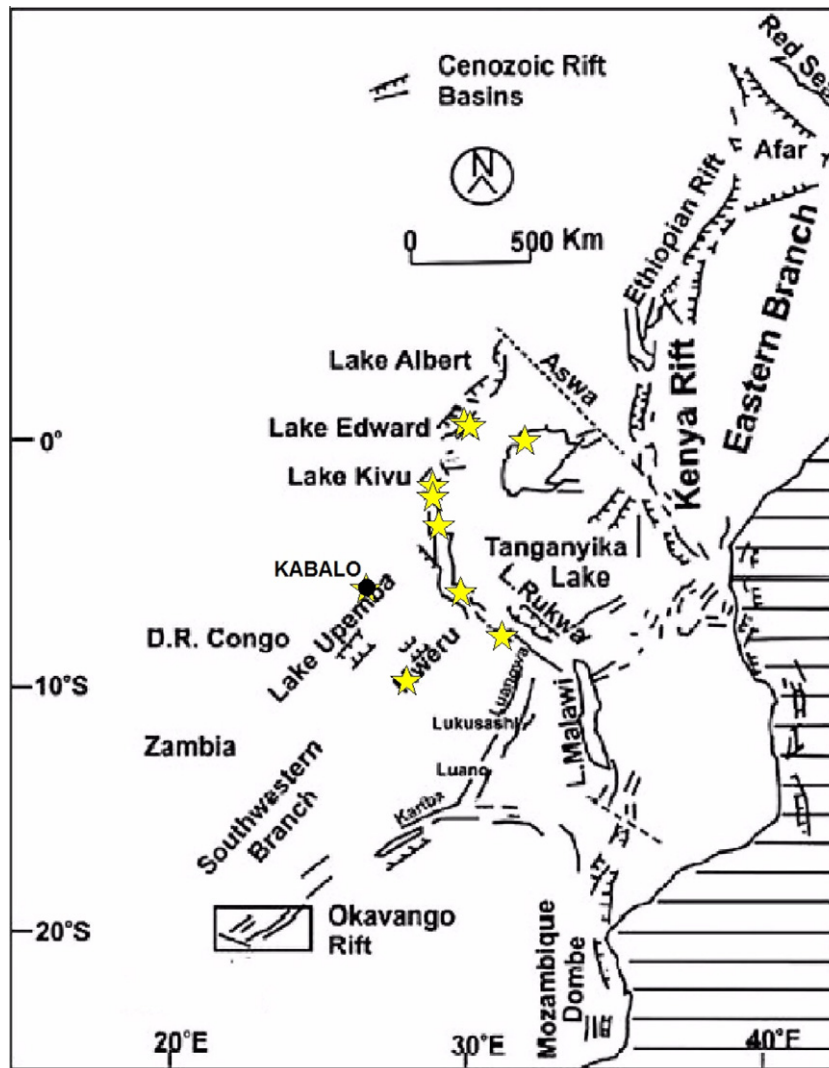 Cenozoic Rift
Basins
Red Sea
Afar
N
0 500 Km
Ethiopian Rift
Eastern Branch
Kenya Rift
Lake Albert
Aswa
Lake Edward
0°
Lake Kivu
Tanganyika
Lake
KABALO
L.Rukwa
Lake Upemba
D.R. Congo
Mweru
10°S
Luangwa
Lukusashi
L.Malawi
Zambia
Luano
Kariba
Southwestern
Branch
Okavango
Rift
20°S
Mozambique
Dombe
20°E
30°E
40°E